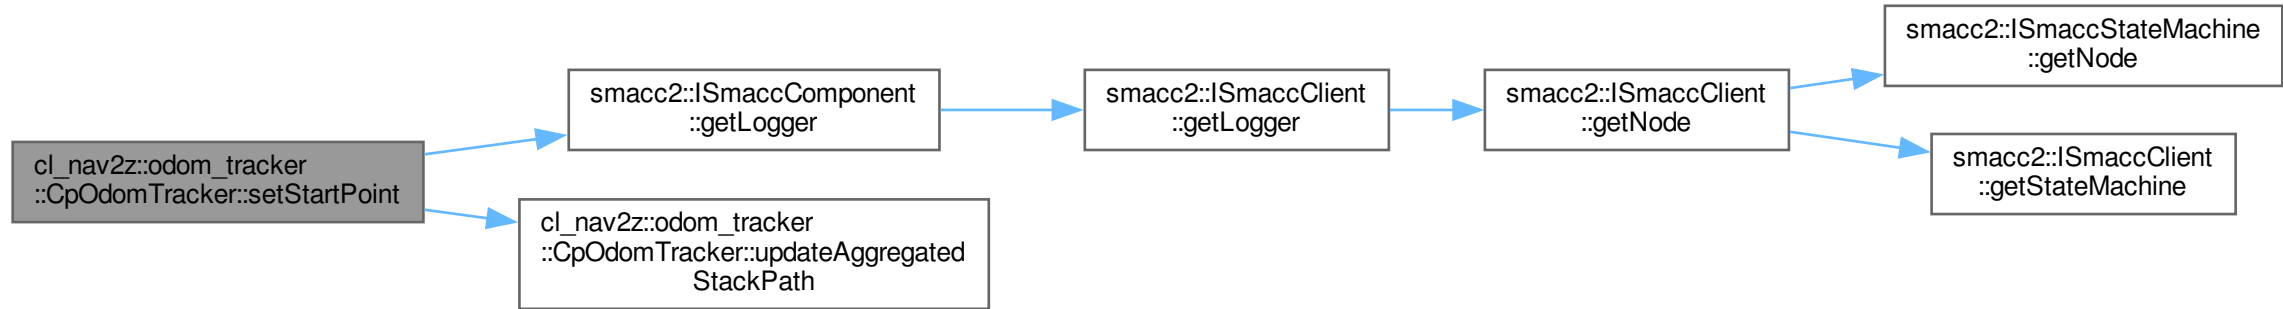 cl_nav2z::odom_tracker
::CpOdomTracker::setStartPoint
smacc2::ISmaccComponent
::getLogger
smacc2::ISmaccClient
::getLogger
smacc2::ISmaccClient
::getNode
smacc2::ISmaccStateMachine
::getNode
smacc2::ISmaccClient
::getStateMachine
cl_nav2z::odom_tracker
::CpOdomTracker::updateAggregated
StackPath